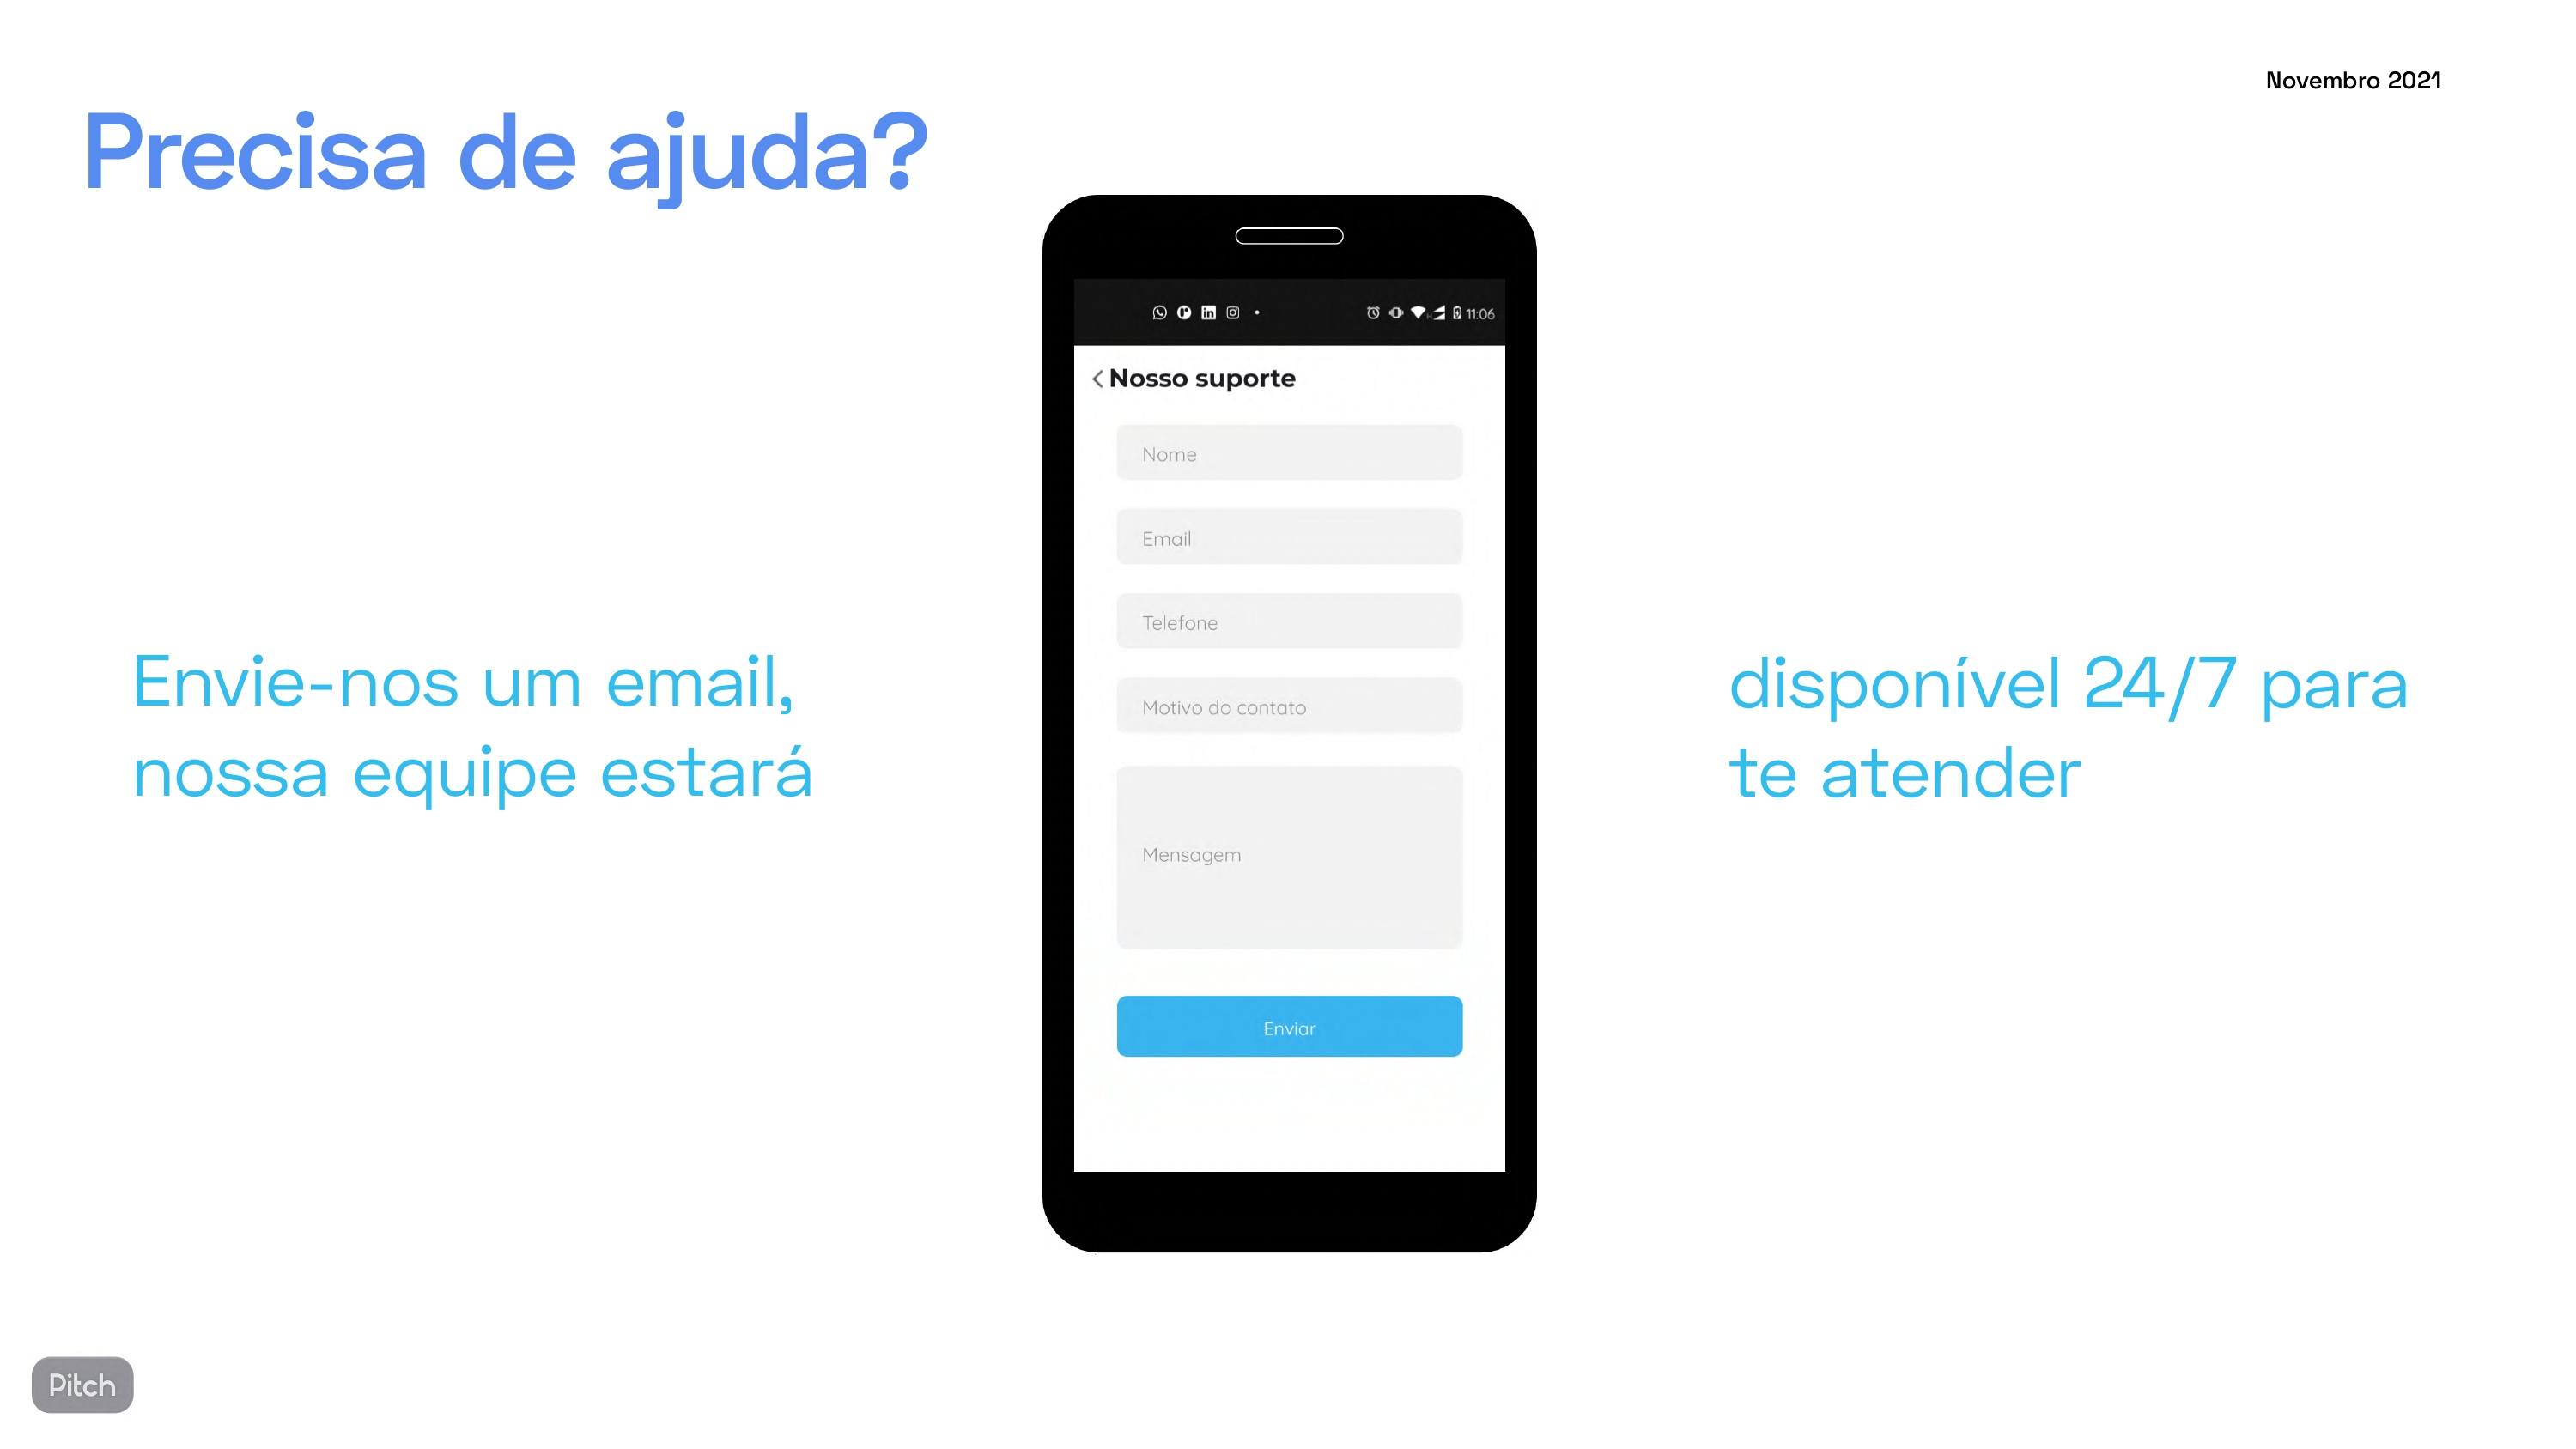 Novembro 2021
Precisa de ajuda?
11:06
Nosso suporte
Nome
Email
Telefone
Motivo do contato
Mensagem
Enviar
Envie-nos um email,
nossa equipe estará
disponível 24/7 para
te atender
Pitch